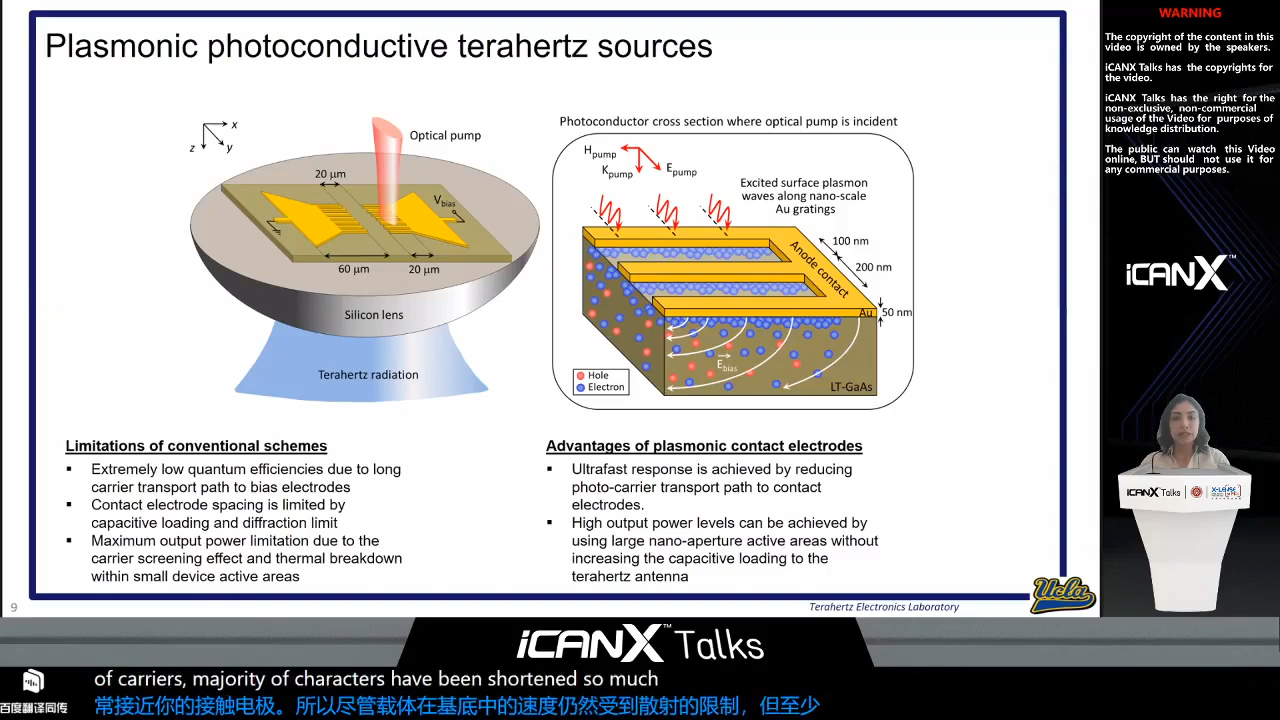 Plasmonic photoconductive terahertz sources
x
z
y
Optical pump
20 μm
Vbias
60 μm
20 μm
Silicon lens
Terahertz radiation
Photoconductor cross section where optical pump is incident
Hpump
Kpump
Epump
Excited surface plasmon
waves along nano-scale
Au gratings
Anode contact
100 nm
200 nm
Au
50 nm
Ebias
Hole
Electron
LT-GaAs
Limitations of conventional schemes
▪ Extremely low quantum efficiencies due to long
carrier transport path to bias electrodes
▪ Contact electrode spacing is limited by
capacitive loading and diffraction limit
▪ Maximum output power limitation due to the
carrier screening effect and thermal breakdown
within small device active areas
Advantages of plasmonic contact electrodes
▪ Ultrafast response is achieved by reducing
photo-carrier transport path to contact
electrodes.
▪ High output power levels can be achieved by
using large nano-aperture active areas without
increasing the capacitive loading to the
terahertz antenna
9
Terahertz Electronics Laboratory
Ucla
WARNING
The copyright of the content in this
video is owned by the speakers.
iCANX Talks has the copyrights for
the video.
iCANX Talks has the right for the
non-exclusive, non-commercial
usage of the Video for purposes of
knowledge distribution.
The public can watch this Video
online, BUT should not use it for
any commercial purposes.
iCANX™
iCANX Talks
iCANX™ Talks
of carriers, majority of characters have been shortened so much
百度翻译同传
常接近你的接触电极。所以尽管载体在基底中的速度仍然受到散射的限制，但至少